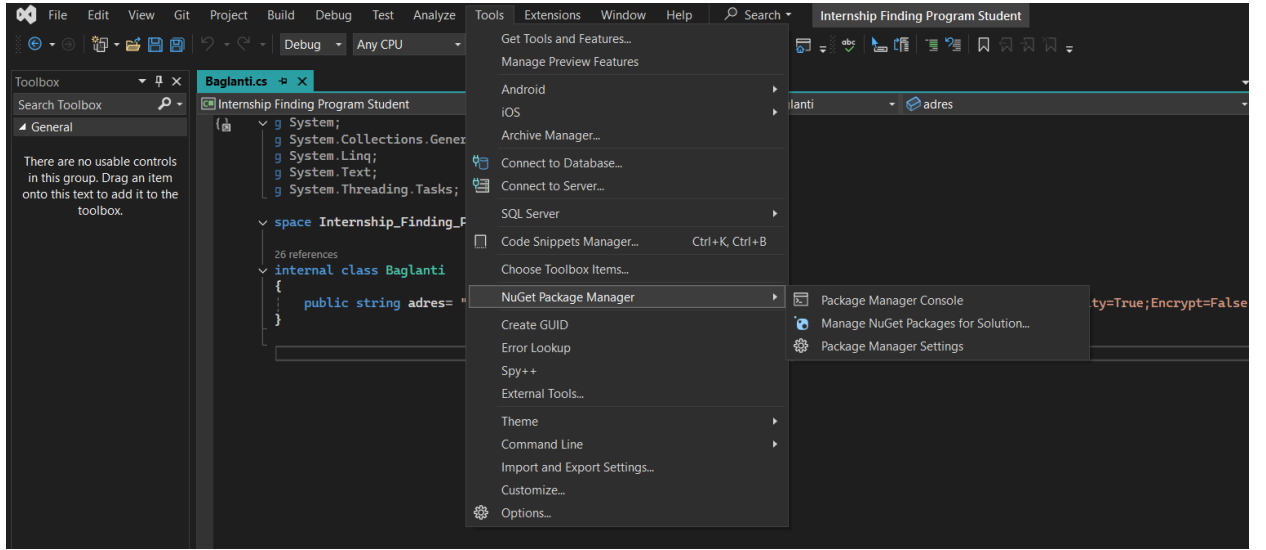 File Edit View Git Project Build Debug Test Analyze Tools Extensions Window Help Search Internship Finding Program Student
Debug Any CPU
Toolbox
Search Toolbox
General
There are no usable controls
in this group. Drag an item
onto this text to add it to the
toolbox.
Baglanti.cs
Internship Finding Program Student
lanti
adres
g System;
g System.Collections.Gener
g System.Linq;
g System.Text;
g System.Threading.Tasks;
space Internship_Finding_P
26 references
internal class Baglanti
{
public string adres= "
ty=True;Encrypt=False
}
Get Tools and Features...
Manage Preview Features
Android
iOS
Archive Manager...
Connect to Database...
Connect to Server...
SQL Server
Code Snippets Manager... Ctrl+K, Ctrl+B
Choose Toolbox Items...
NuGet Package Manager
Create GUID
Error Lookup
Spy++
External Tools...
Theme
Command Line
Import and Export Settings...
Customize...
Options...
Package Manager Console
Manage NuGet Packages for Solution...
Package Manager Settings